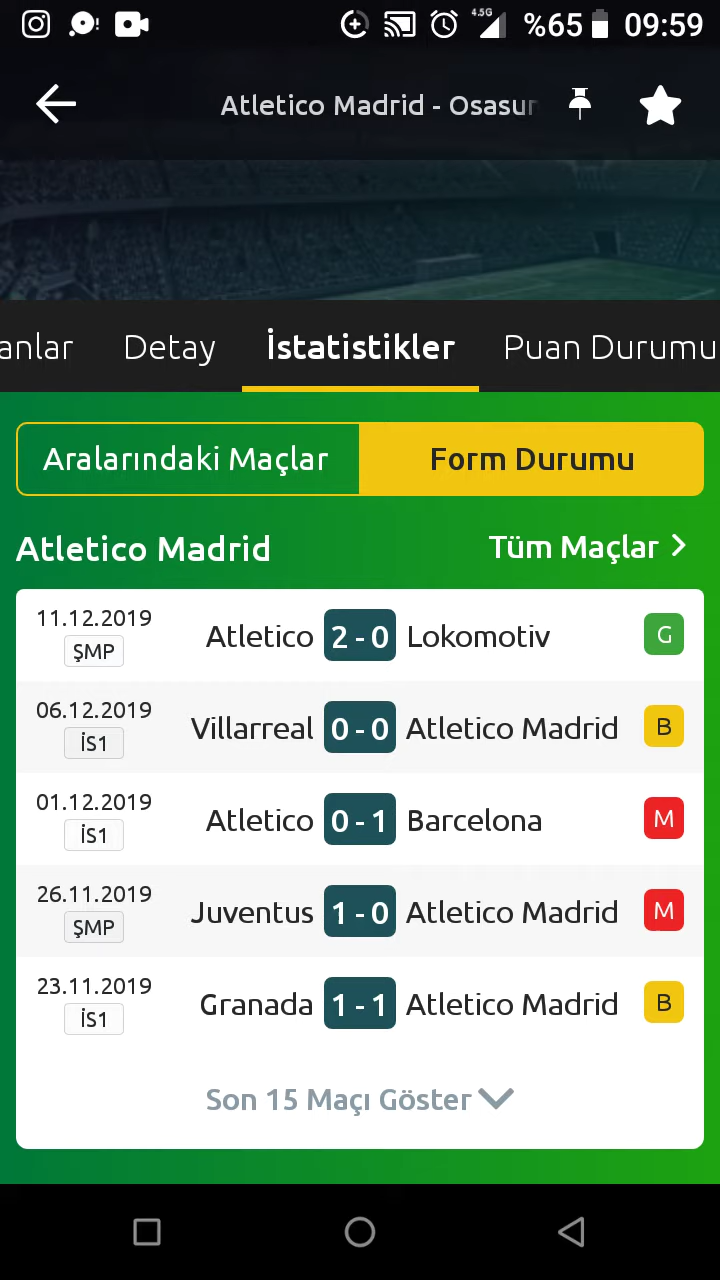 4.5G %65 09:59
Atletico Madrid - Osasun
anlar Detay İstatistikler Puan Durumu
Aralarındaki Maçlar Form Durumu
Atletico Madrid Tüm Maçlar
11.12.2019
ŞMP Atletico 2 - 0 Lokomotiv G
06.12.2019
İS1 Villarreal 0 - 0 Atletico Madrid B
01.12.2019
İS1 Atletico 0 - 1 Barcelona M
26.11.2019
ŞMP Juventus 1 - 0 Atletico Madrid M
23.11.2019
İS1 Granada 1 - 1 Atletico Madrid B
Son 15 Maçı Göster